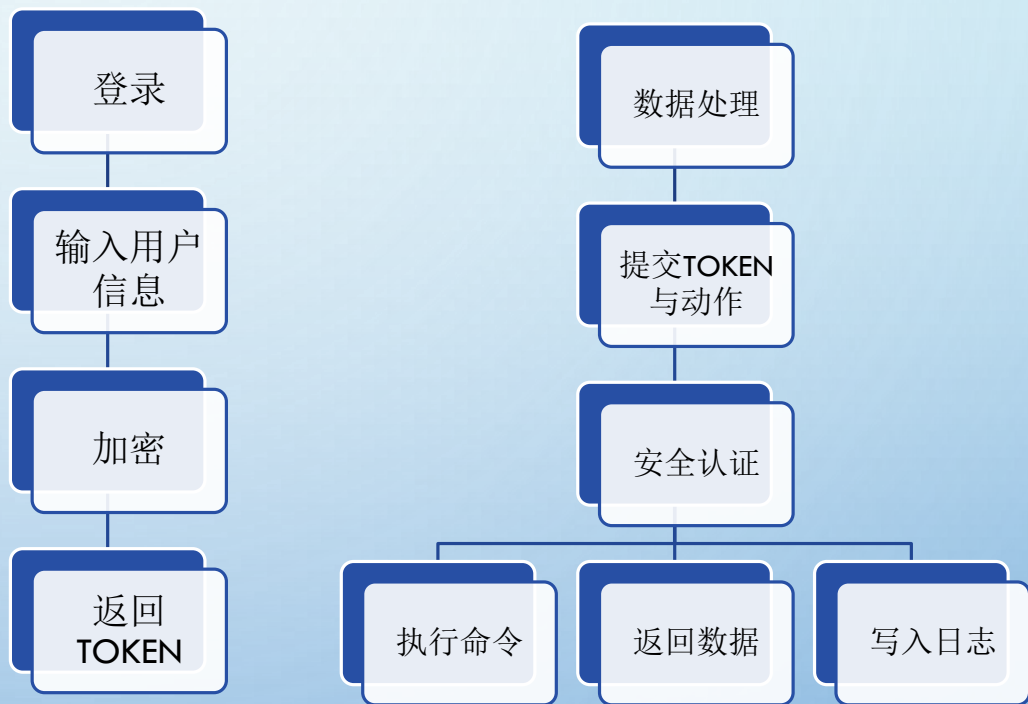 登录
输入用户
信息
加密
返回
TOKEN
数据处理
提交TOKEN
与动作
安全认证
执行命令
返回数据
写入日志